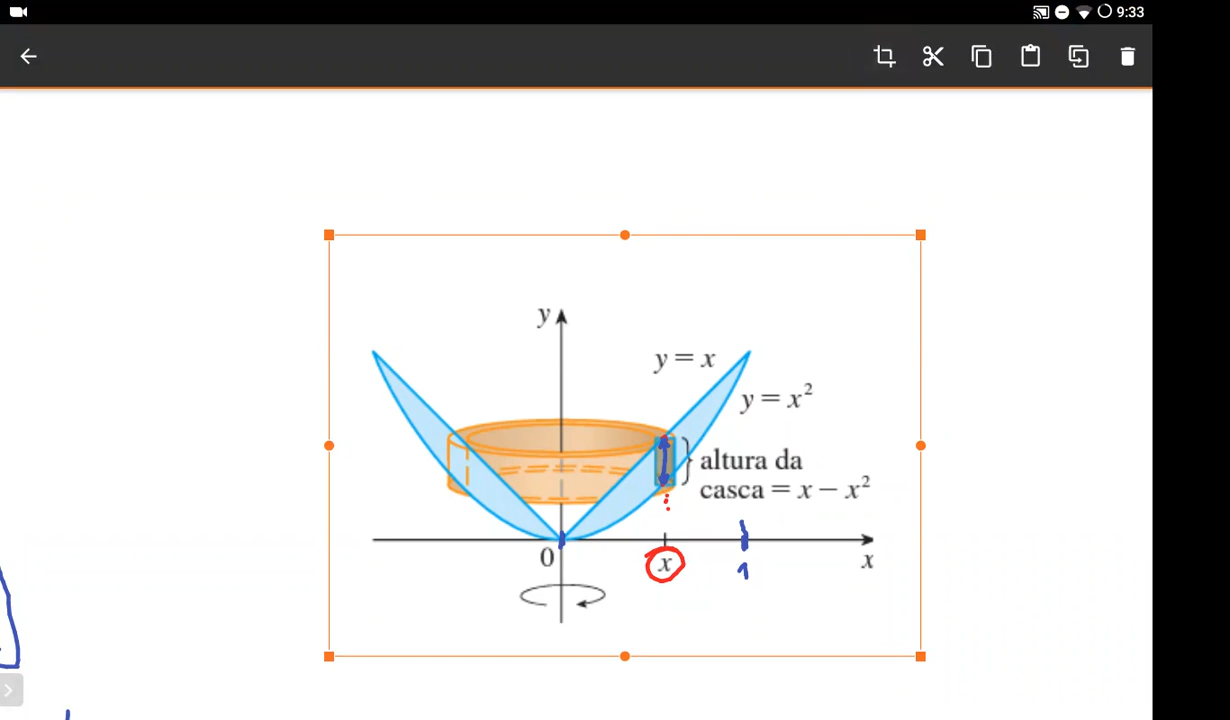 9:33
y
y = x
y = x²
altura da
casca = x − x²
0
x
1
x